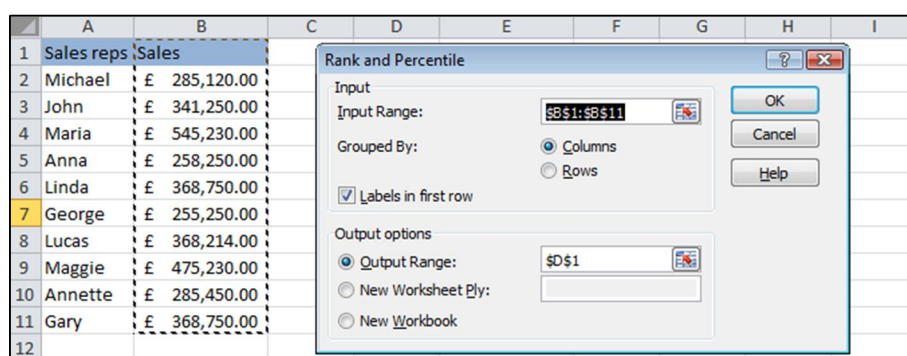 A B C D E F G H I
1 Sales reps Sales
2 Michael £ 285,120.00
3 John £ 341,250.00
4 Maria £ 545,230.00
5 Anna £ 258,250.00
6 Linda £ 368,750.00
7 George £ 255,250.00
8 Lucas £ 368,214.00
9 Maggie £ 475,230.00
10 Annette £ 285,450.00
11 Gary £ 368,750.00
12
Rank and Percentile
Input
Input Range: $B$1:$B$11
Grouped By: Columns
Rows
Labels in first row
Output options
Output Range: $D$1
New Worksheet Ply:
New Workbook
OK
Cancel
Help